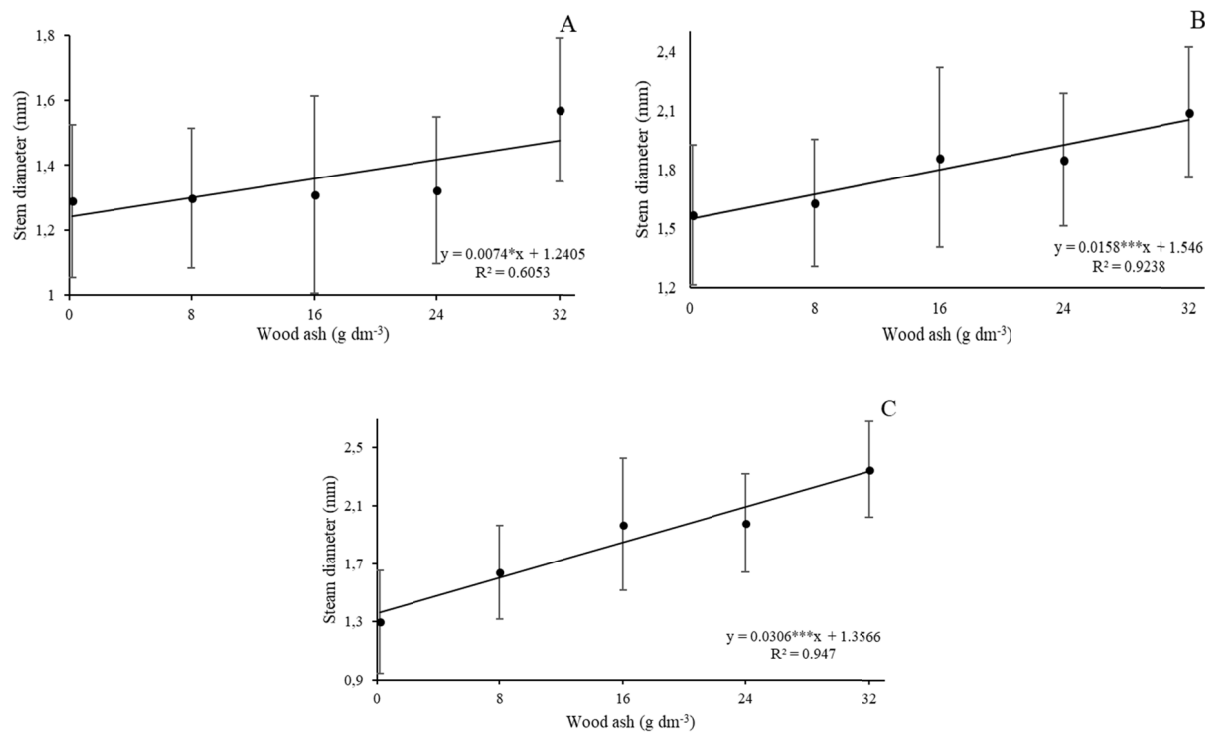 A
Stem diameter (mm)
1,8
1,6
1,4
1,2
1
y = 0.0074*x + 1.2405
R² = 0.6053
0 8 16 24 32
Wood ash (g dm⁻³)
B
Stem diameter (mm)
2,4
2,1
1,8
1,5
1,2
y = 0.0158***x + 1.546
R² = 0.9238
0 8 16 24 32
Wood ash (g dm⁻³)
C
Steam diameter (mm)
2,5
2,1
1,7
1,3
0,9
y = 0.0306***x + 1.3566
R² = 0.947
0 8 16 24 32
Wood ash (g dm⁻³)